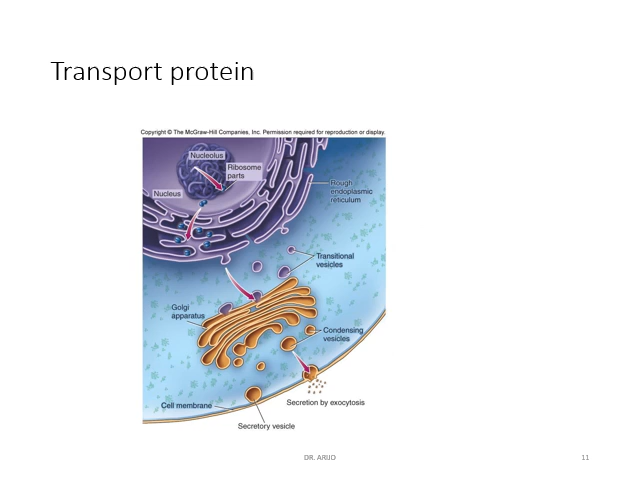 Transport protein
Copyright © The McGraw-Hill Companies, Inc. Permission required for reproduction or display.
Nucleolus
Ribosome
parts
Nucleus
Rough
endoplasmic
reticulum
Transitional
vesicles
Golgi
apparatus
Condensing
vesicles
Cell membrane
Secretion by exocytosis
Secretory vesicle
DR. ARIJO
11